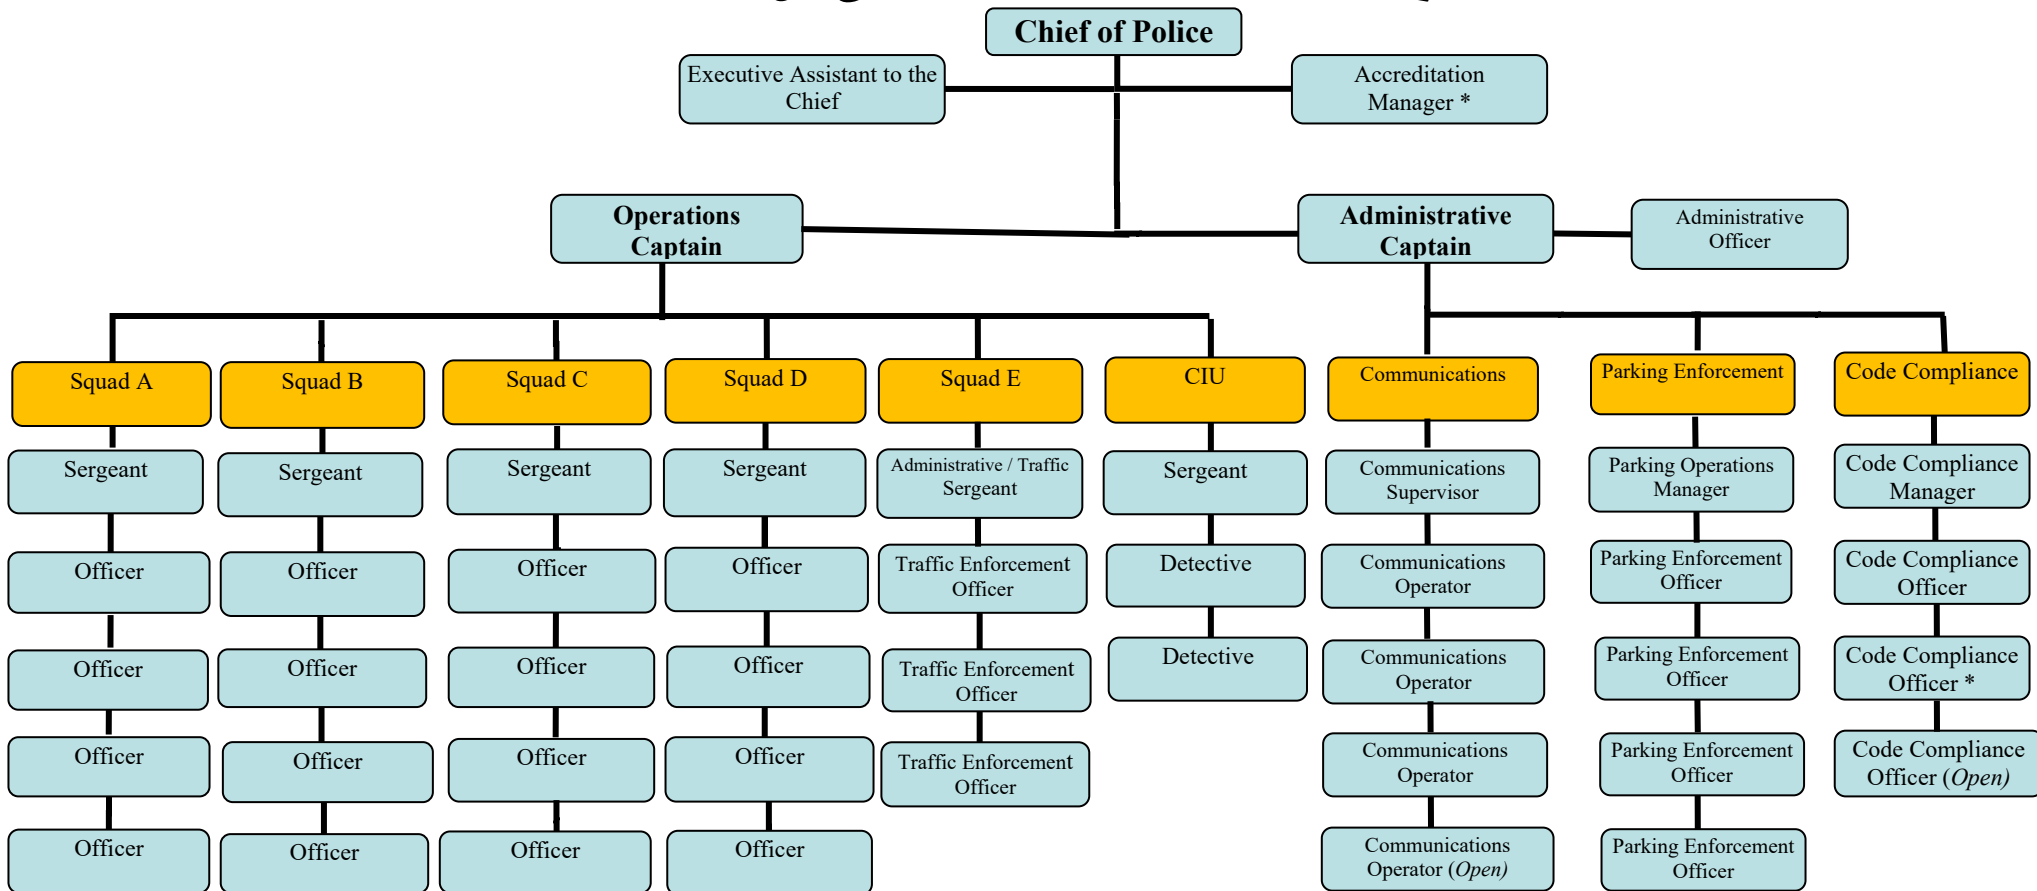 Chief of Police
Executive Assistant to the
Chief
Accreditation
Manager *
Operations
Captain
Administrative
Captain
Administrative
Officer
Squad A
Squad B
Squad C
Squad D
Squad E
CIU
Communications
Parking Enforcement
Code Compliance
Sergeant
Sergeant
Sergeant
Sergeant
Administrative / Traffic
Sergeant
Sergeant
Communications
Supervisor
Parking Operations
Manager
Code Compliance
Manager
Officer
Officer
Officer
Officer
Traffic Enforcement
Officer
Detective
Communications
Operator
Parking Enforcement
Officer
Code Compliance
Officer
Officer
Officer
Officer
Officer
Traffic Enforcement
Officer
Detective
Communications
Operator
Parking Enforcement
Officer
Code Compliance
Officer *
Officer
Officer
Officer
Officer
Traffic Enforcement
Officer
Communications
Operator
Parking Enforcement
Officer
Code Compliance
Officer (Open)
Officer
Officer
Officer
Officer
Communications
Operator (Open)
Parking Enforcement
Officer